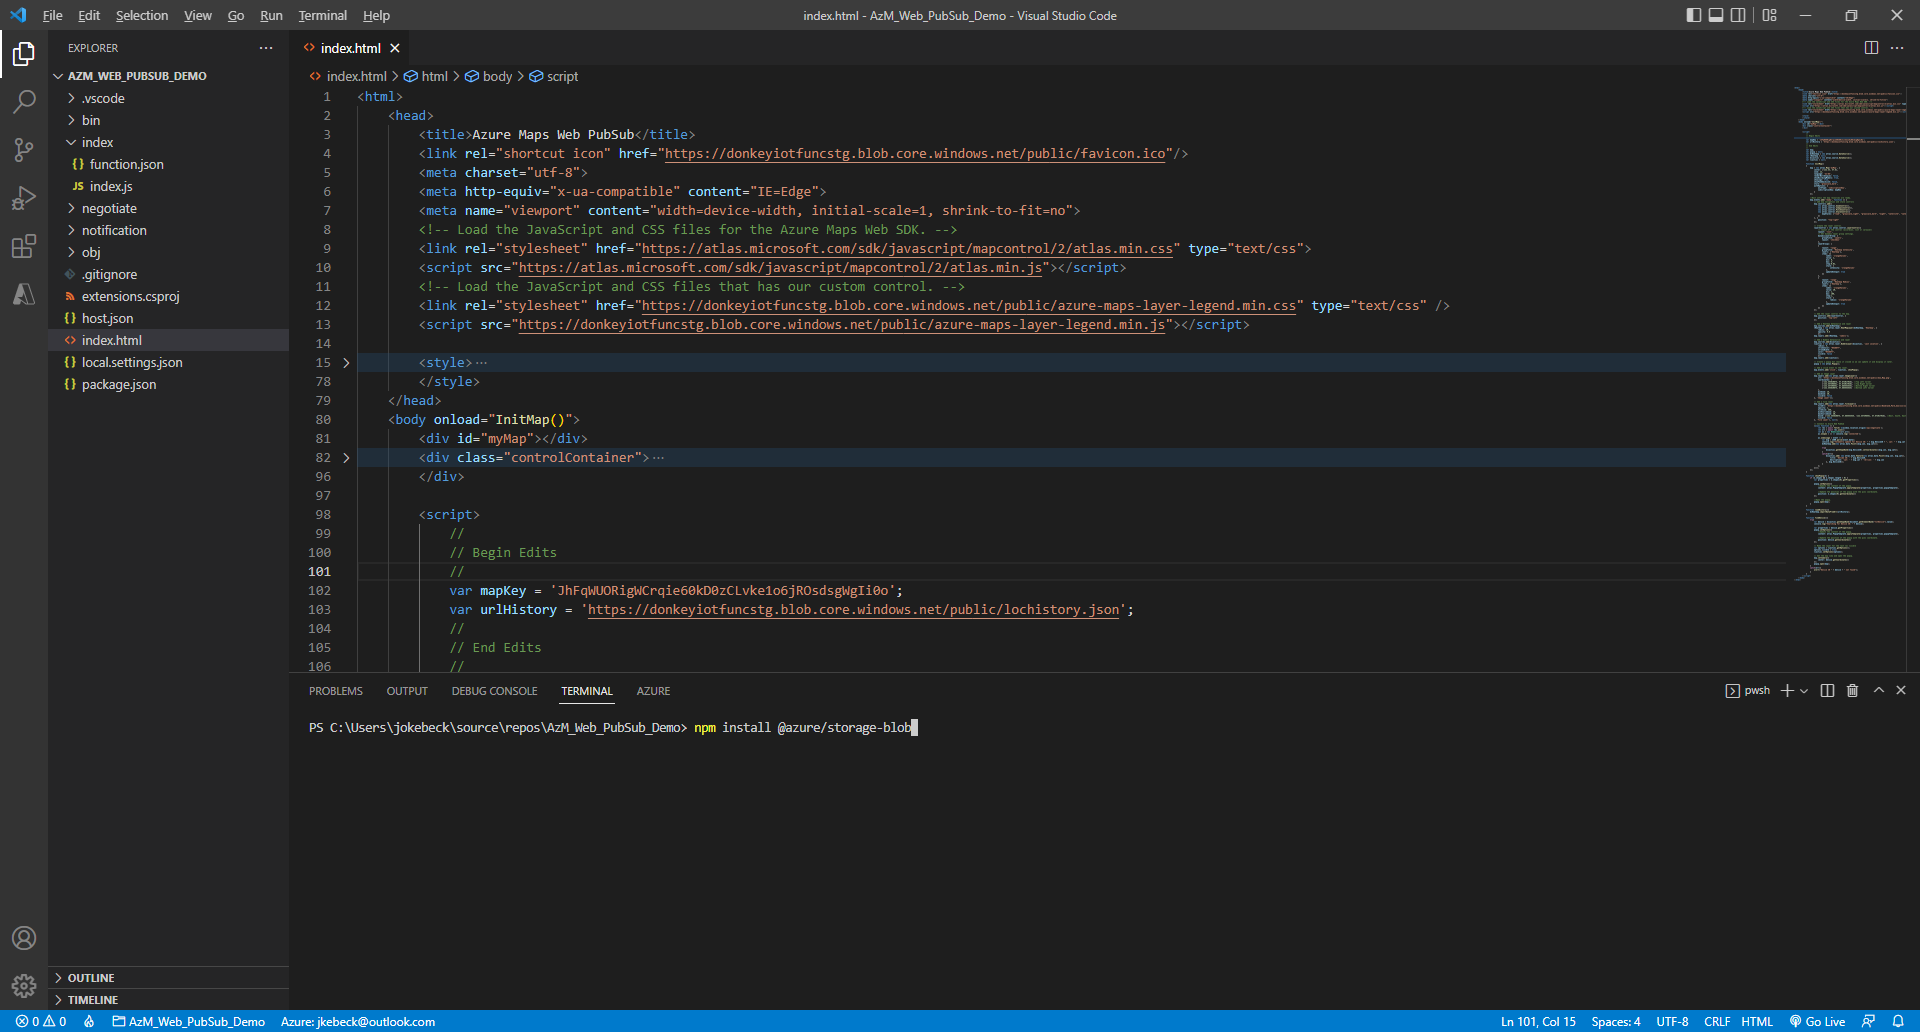 File Edit Selection View Go Run Terminal Help
index.html - AzM_Web_PubSub_Demo - Visual Studio Code
EXPLORER
AZM_WEB_PUBSUB_DEMO
.vscode
bin
index
function.json
index.js
negotiate
notification
obj
.gitignore
extensions.csproj
host.json
index.html
local.settings.json
package.json
OUTLINE
TIMELINE
index.html
index.html > html > body > script
1 <html>
2 <head>
3 <title>Azure Maps Web PubSub</title>
4 <link rel="shortcut icon" href="https://donkeyiotfuncstg.blob.core.windows.net/public/favicon.ico"/>
5 <meta charset="utf-8">
6 <meta http-equiv="x-ua-compatible" content="IE=Edge">
7 <meta name="viewport" content="width=device-width, initial-scale=1, shrink-to-fit=no">
8 <!-- Load the JavaScript and CSS files for the Azure Maps Web SDK. -->
9 <link rel="stylesheet" href="https://atlas.microsoft.com/sdk/javascript/mapcontrol/2/atlas.min.css" type="text/css">
10 <script src="https://atlas.microsoft.com/sdk/javascript/mapcontrol/2/atlas.min.js"></script>
11 <!-- Load the JavaScript and CSS files that has our custom control. -->
12 <link rel="stylesheet" href="https://donkeyiotfuncstg.blob.core.windows.net/public/azure-maps-layer-legend.min.css" type="text/css" />
13 <script src="https://donkeyiotfuncstg.blob.core.windows.net/public/azure-maps-layer-legend.min.js"></script>
14
15 <style>…
78 </style>
79 </head>
80 <body onload="InitMap()">
81 <div id="myMap"></div>
82 <div class="controlContainer">…
96 </div>
97
98 <script>
99 //
100 // Begin Edits
101 //
102 var mapKey = 'JhFqWUORigWCrqie60kD0zCLvke1o6jROsdsgWgIi0o';
103 var urlHistory = 'https://donkeyiotfuncstg.blob.core.windows.net/public/lochistory.json';
104 //
105 // End Edits
106 //
PROBLEMS OUTPUT DEBUG CONSOLE TERMINAL AZURE
pwsh
PS C:\Users\jokebeck\source\repos\AzM_Web_PubSub_Demo> npm install @azure/storage-blob
0 0 AzM_Web_PubSub_Demo Azure: jkebeck@outlook.com
Ln 101, Col 15 Spaces: 4 UTF-8 CRLF HTML Go Live